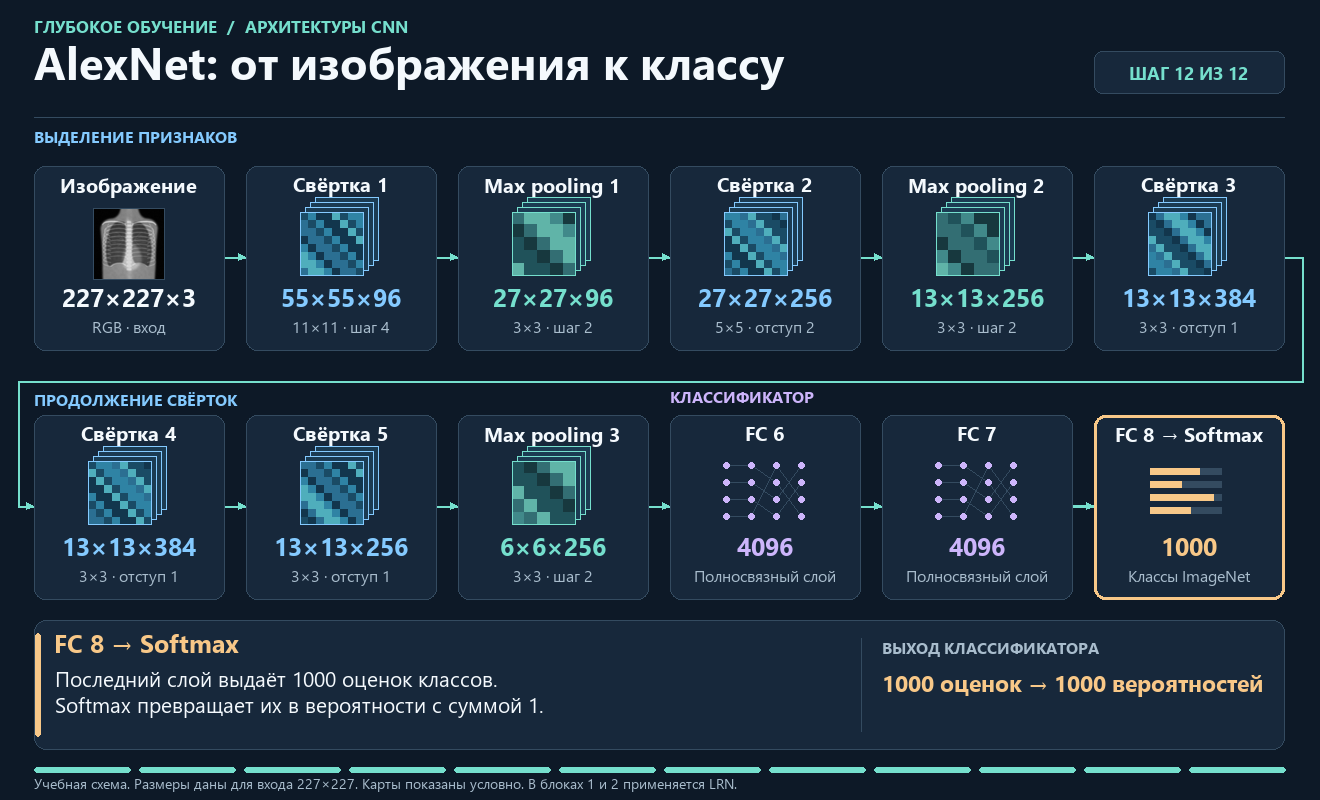 ГЛУБОКОЕ ОБУЧЕНИЕ / АРХИТЕКТУРЫ CNN
AlexNet: от изображения к классу
ШАГ 12 ИЗ 12
ВЫДЕЛЕНИЕ ПРИЗНАКОВ
Изображение
227×227×3
RGB · вход
Свёртка 1
55×55×96
11×11 · шаг 4
Max pooling 1
27×27×96
3×3 · шаг 2
Свёртка 2
27×27×256
5×5 · отступ 2
Max pooling 2
13×13×256
3×3 · шаг 2
Свёртка 3
13×13×384
3×3 · отступ 1
ПРОДОЛЖЕНИЕ СВЁРТОК
КЛАССИФИКАТОР
Свёртка 4
13×13×384
3×3 · отступ 1
Свёртка 5
13×13×256
3×3 · отступ 1
Max pooling 3
6×6×256
3×3 · шаг 2
FC 6
4096
Полносвязный слой
FC 7
4096
Полносвязный слой
FC 8 → Softmax
1000
Классы ImageNet
FC 8 → Softmax
Последний слой выдаёт 1000 оценок классов.
Softmax превращает их в вероятности с суммой 1.
ВЫХОД КЛАССИФИКАТОРА
1000 оценок → 1000 вероятностей
Учебная схема. Размеры даны для входа 227×227. Карты показаны условно. В блоках 1 и 2 применяется LRN.